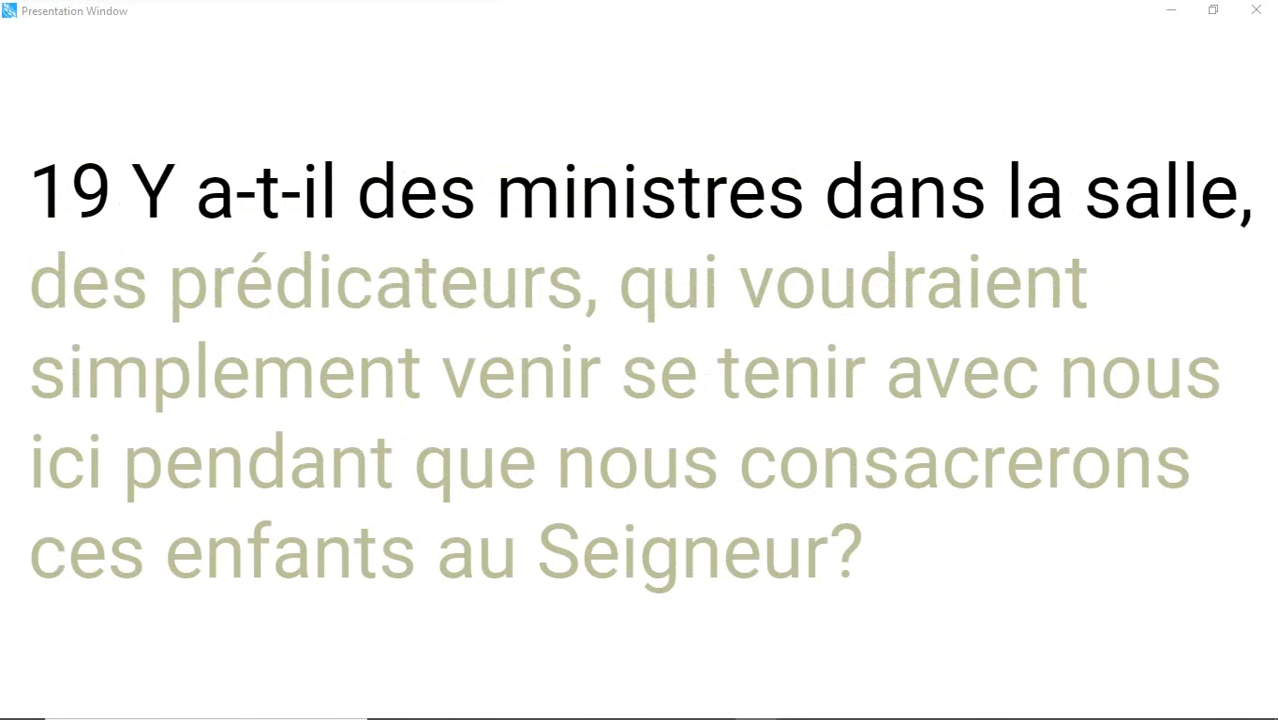 Presentation Window
19 Y a-t-il des ministres dans la salle,
des prédicateurs, qui voudraient
simplement venir se tenir avec nous
ici pendant que nous consacrerons
ces enfants au Seigneur?